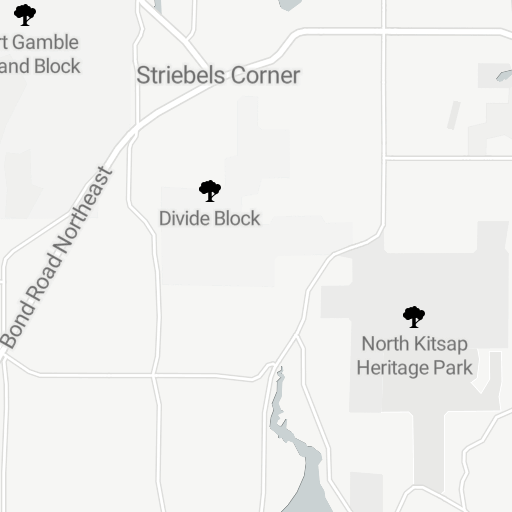 rt Gamble
and Block
Striebels Corner
Divide Block
Bond Road Northeast
North Kitsap
Heritage Park